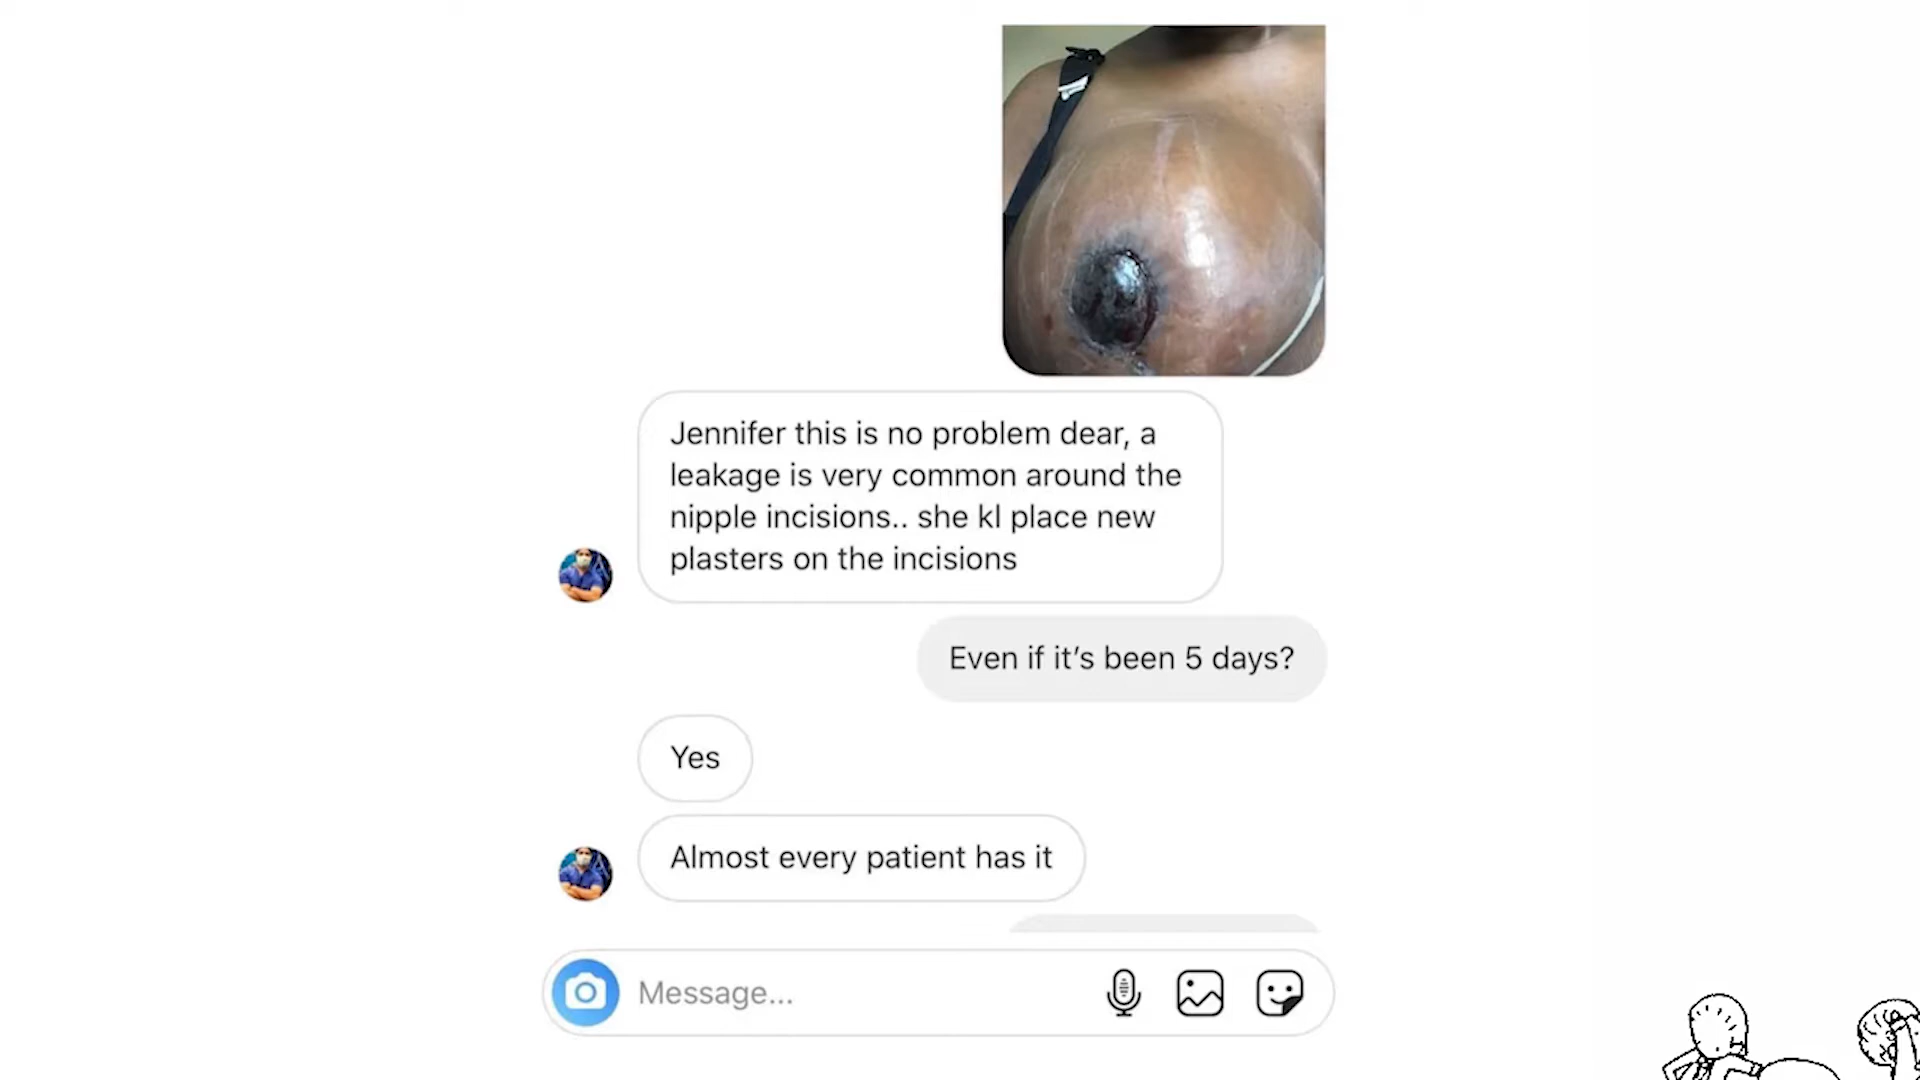 Jennifer this is no problem dear, a
leakage is very common around the
nipple incisions.. she kl place new
plasters on the incisions
Even if it’s been 5 days?
Yes
Almost every patient has it
Message...